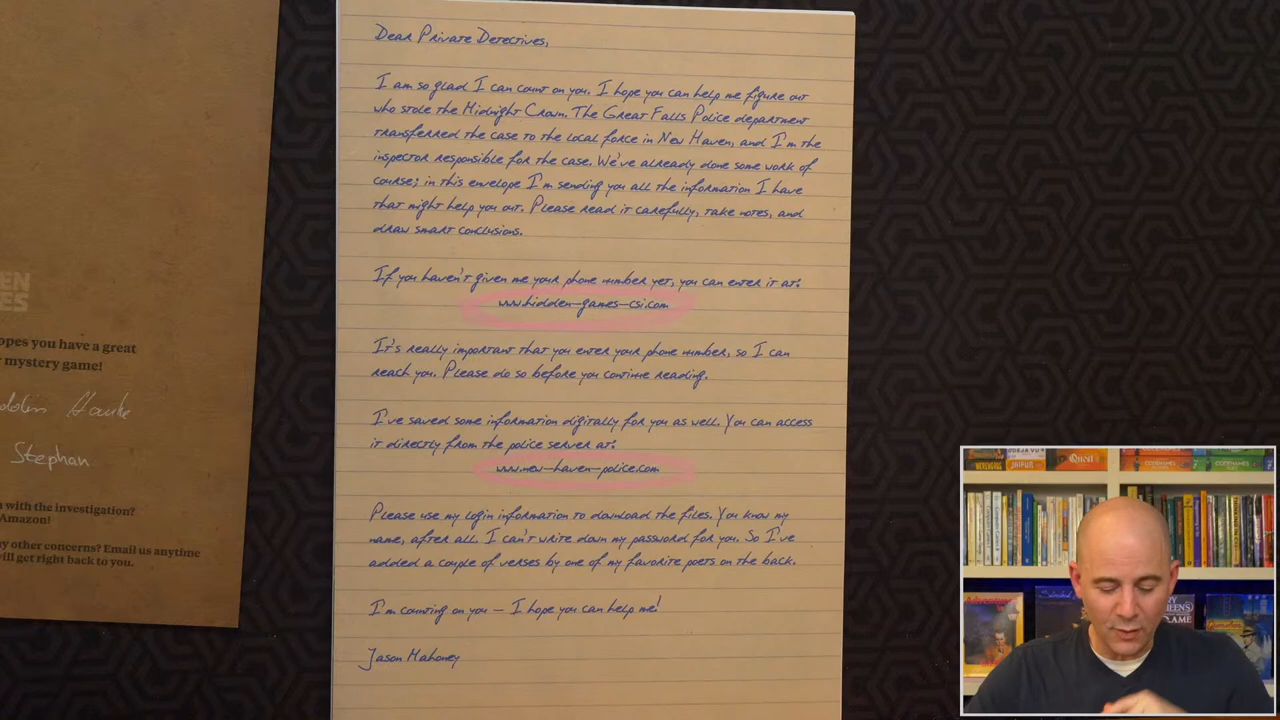 Dear Private Detectives,
I am so glad I can count on you. I hope you can help me figure out
who stole the Midnight Crown. The Great Falls Police department
transferred the case to the local force in New Haven, and I'm the
inspector responsible for the case. We've already done some work of
course; in this envelope I'm sending you all the information I have
that might help you out. Please read it carefully, take notes, and
draw smart conclusions.
If you haven't given me your phone number yet, you can enter it at:
www.hidden-games-csi.com
It's really important that you enter your phone number, so I can
reach you. Please do so before you continue reading.
I've saved some information digitally for you as well. You can access
it directly from the police server at:
www.new-haven-police.com
Please use my login information to download the files. You know my
name, after all. I can't write down my password for you. So I've
added a couple of verses by one of my favorite poets on the back.
I'm counting on you – I hope you can help me!
Jason Mahoney
EN
ES
opes you have a great
mystery game!
Stephan
with the investigation?
Amazon!
y other concerns? Email us anytime
ill get right back to you.
CODENAMES
CODENAMES